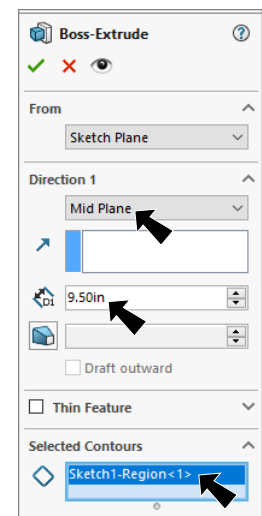 Boss-Extrude
From
Sketch Plane
Direction 1
Mid Plane
D1
9.50in
Draft outward
Thin Feature
Selected Contours
Sketch1-Region<1>